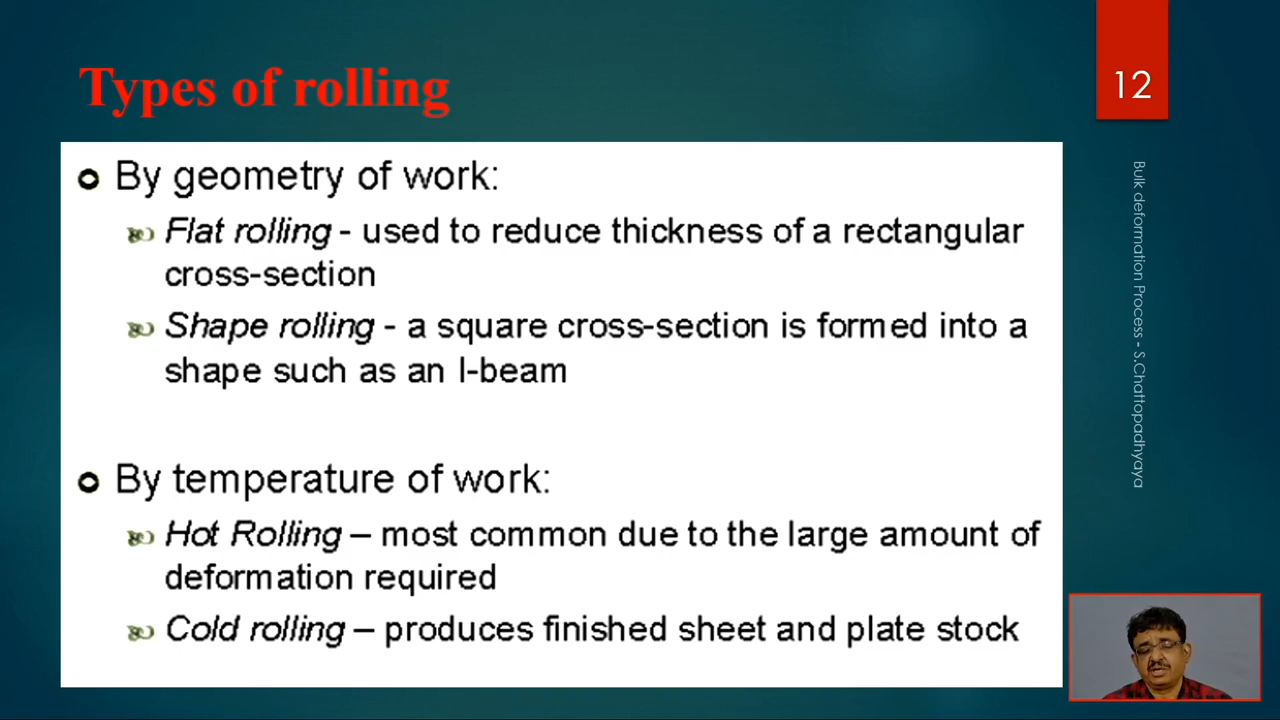 Types of rolling
12
By geometry of work:
Flat rolling - used to reduce thickness of a rectangular
cross-section
Shape rolling - a square cross-section is formed into a
shape such as an I-beam
By temperature of work:
Hot Rolling – most common due to the large amount of
deformation required
Cold rolling – produces finished sheet and plate stock
Bulk deformation Process - S.Chattopadhyaya